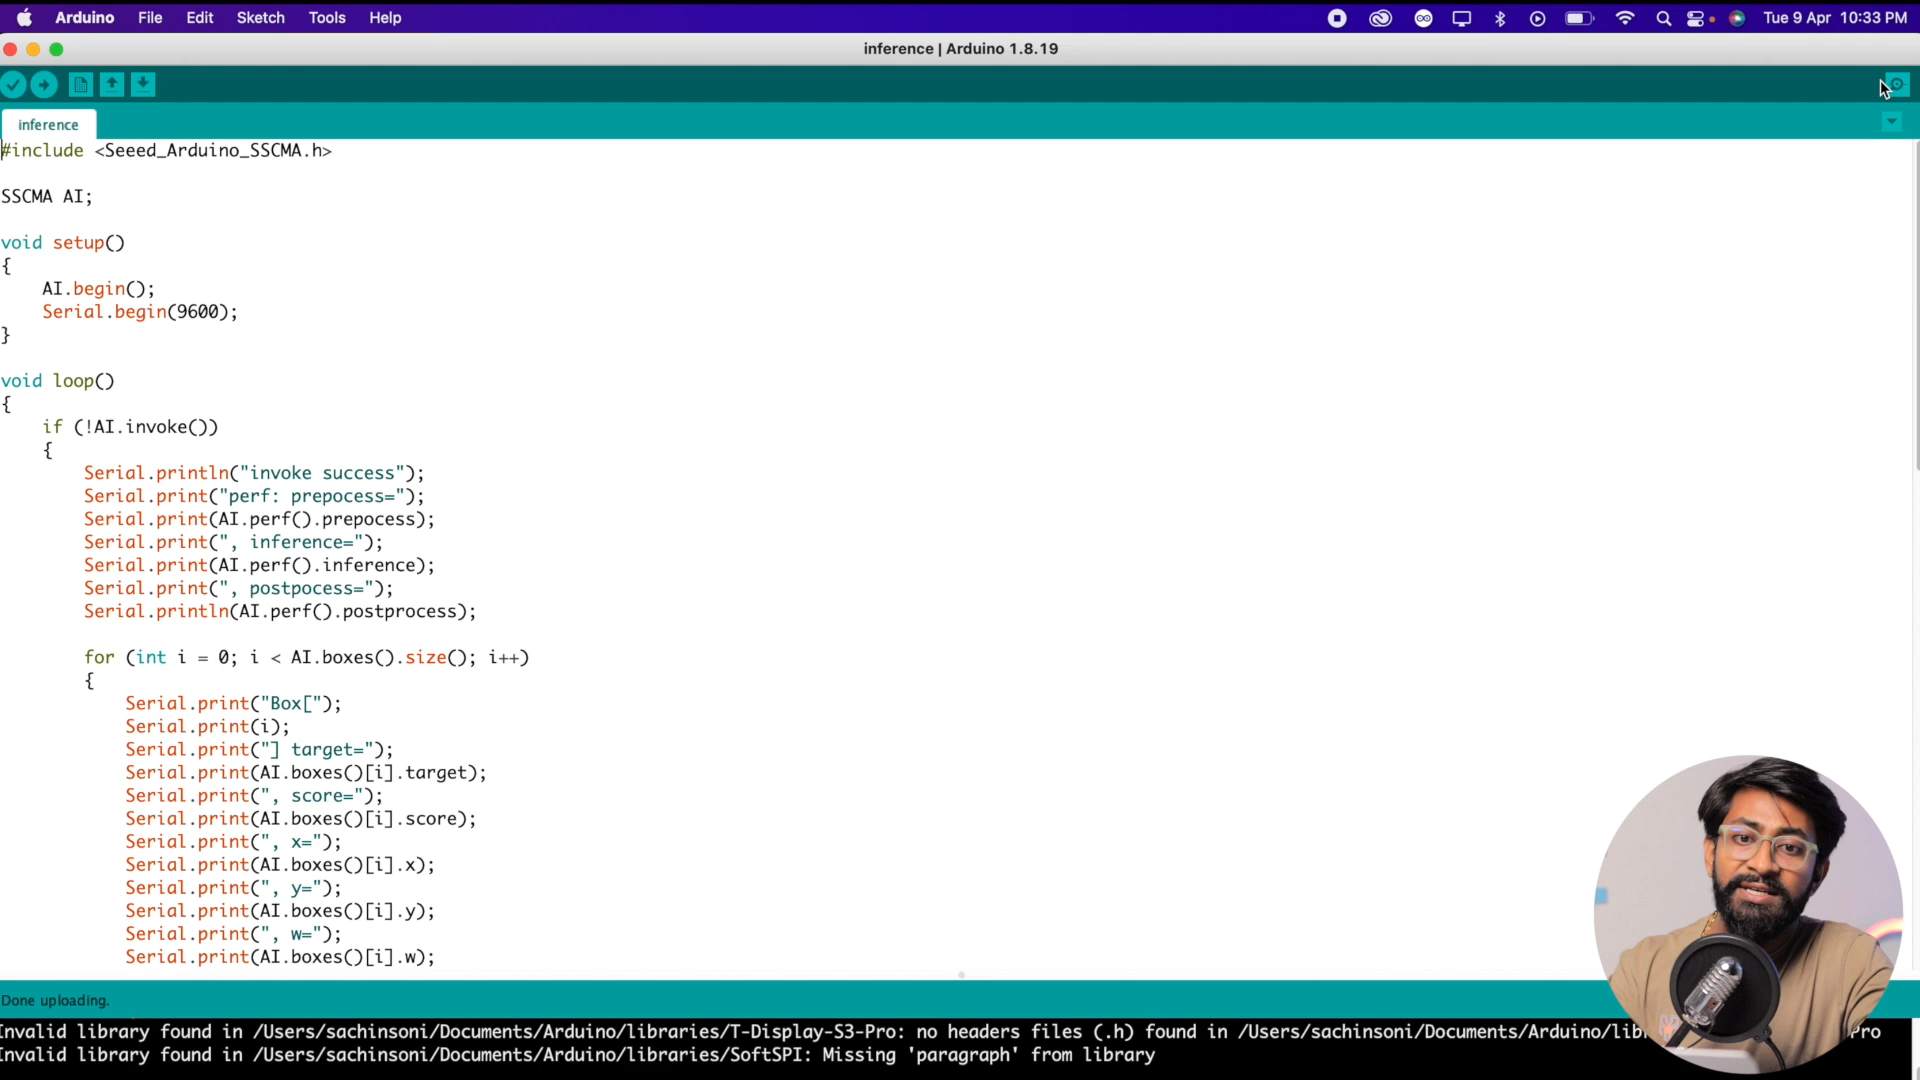 Arduino File Edit Sketch Tools Help Tue 9 Apr 10:33 PM
inference | Arduino 1.8.19
inference
#include <Seeed_Arduino_SSCMA.h>
SSCMA AI;
void setup()
{
    AI.begin();
    Serial.begin(9600);
}
void loop()
{
    if (!AI.invoke())
    {
        Serial.println("invoke success");
        Serial.print("perf: prepocess=");
        Serial.print(AI.perf().prepocess);
        Serial.print(", inference=");
        Serial.print(AI.perf().inference);
        Serial.print(", postpocess=");
        Serial.println(AI.perf().postprocess);
        for (int i = 0; i < AI.boxes().size(); i++)
        {
            Serial.print("Box[");
            Serial.print(i);
            Serial.print("] target=");
            Serial.print(AI.boxes()[i].target);
            Serial.print(", score=");
            Serial.print(AI.boxes()[i].score);
            Serial.print(", x=");
            Serial.print(AI.boxes()[i].x);
            Serial.print(", y=");
            Serial.print(AI.boxes()[i].y);
            Serial.print(", w=");
            Serial.print(AI.boxes()[i].w);
Done uploading.
Invalid library found in /Users/sachinsoni/Documents/Arduino/libraries/T-Display-S3-Pro: no headers files (.h) found in /Users/sachinsoni/Documents/Arduino/lib Pro
Invalid library found in /Users/sachinsoni/Documents/Arduino/libraries/SoftSPI: Missing 'paragraph' from library